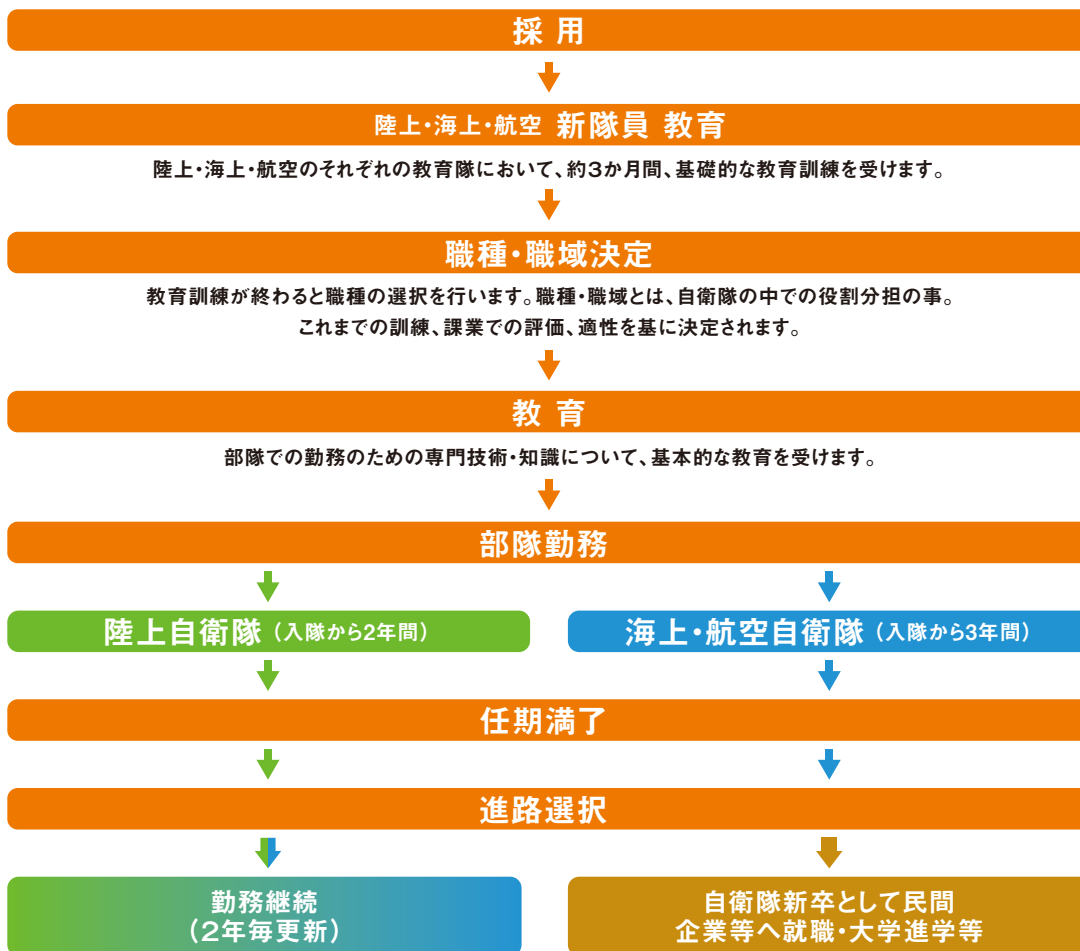 採 用
陸上・海上・航空 新隊員 教育
陸上・海上・航空のそれぞれの教育隊において、約3か月間、基礎的な教育訓練を受けます。
職種・職域決定
教育訓練が終わると職種の選択を行います。職種・職域とは、自衛隊の中での役割分担の事。
これまでの訓練、課業での評価、適性を基に決定されます。
教 育
部隊での勤務のための専門技術・知識について、基本的な教育を受けます。
部隊勤務
陸上自衛隊（入隊から2年間）
海上・航空自衛隊（入隊から3年間）
任期満了
進路選択
勤務継続
（2年毎更新）
自衛隊新卒として民間
企業等へ就職・大学進学等